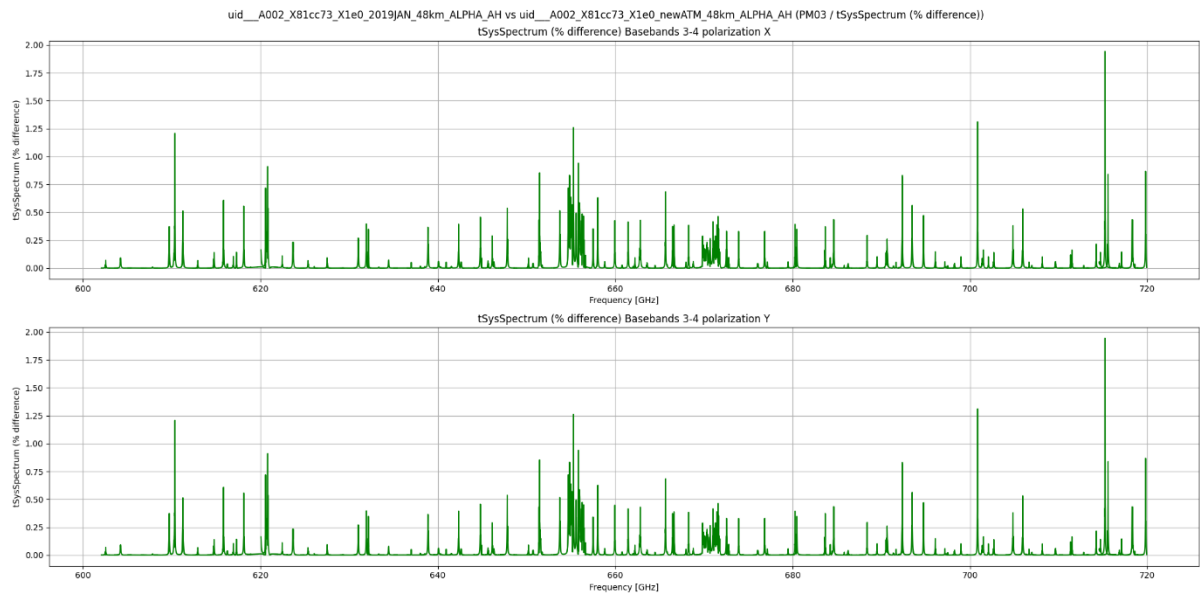 uid___A002_X81cc73_X1e0_2019JAN_48km_ALPHA_AH vs uid___A002_X81cc73_X1e0_newATM_48km_ALPHA_AH (PM03 / tSysSpectrum (% difference))
tSysSpectrum (% difference) Basebands 3-4 polarization X
tSysSpectrum (% difference)
2.00
1.75
1.50
1.25
1.00
0.75
0.50
0.25
0.00
600 620 640 660 680 700 720
Frequency [GHz]
tSysSpectrum (% difference) Basebands 3-4 polarization Y
tSysSpectrum (% difference)
2.00
1.75
1.50
1.25
1.00
0.75
0.50
0.25
0.00
600 620 640 660 680 700 720
Frequency [GHz]